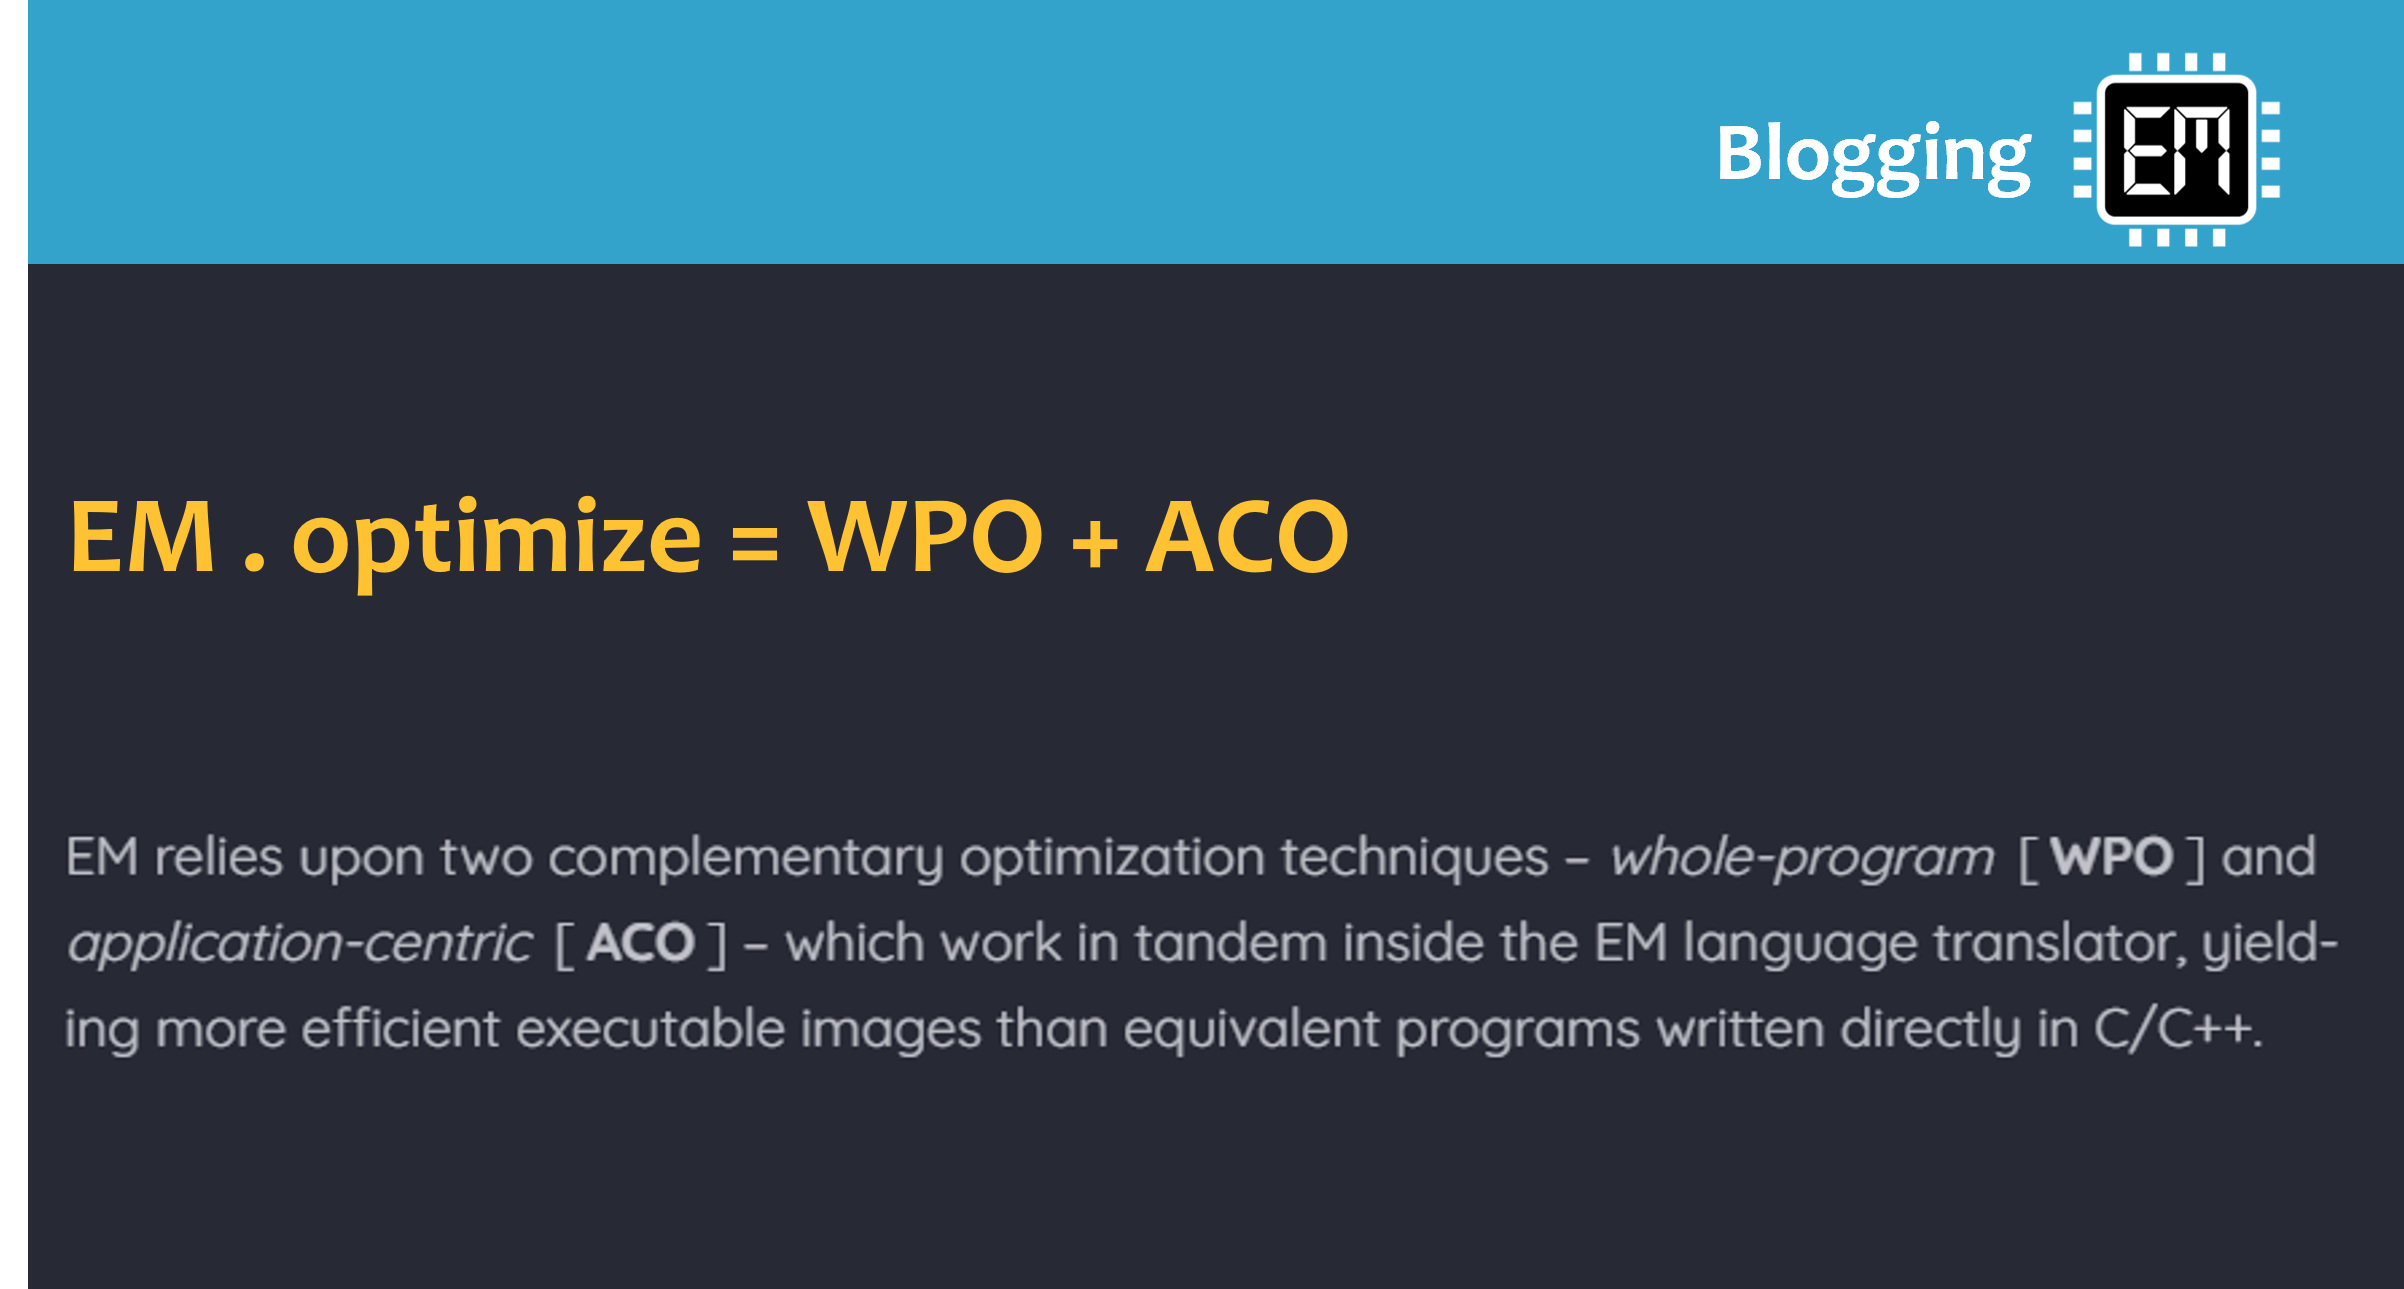 Blogging EM
EM . optimize = WPO + ACO
EM relies upon two complementary optimization techniques – whole-program [ WPO ] and
application-centric [ ACO ] – which work in tandem inside the EM language translator, yield-
ing more efficient executable images than equivalent programs written directly in C/C++.